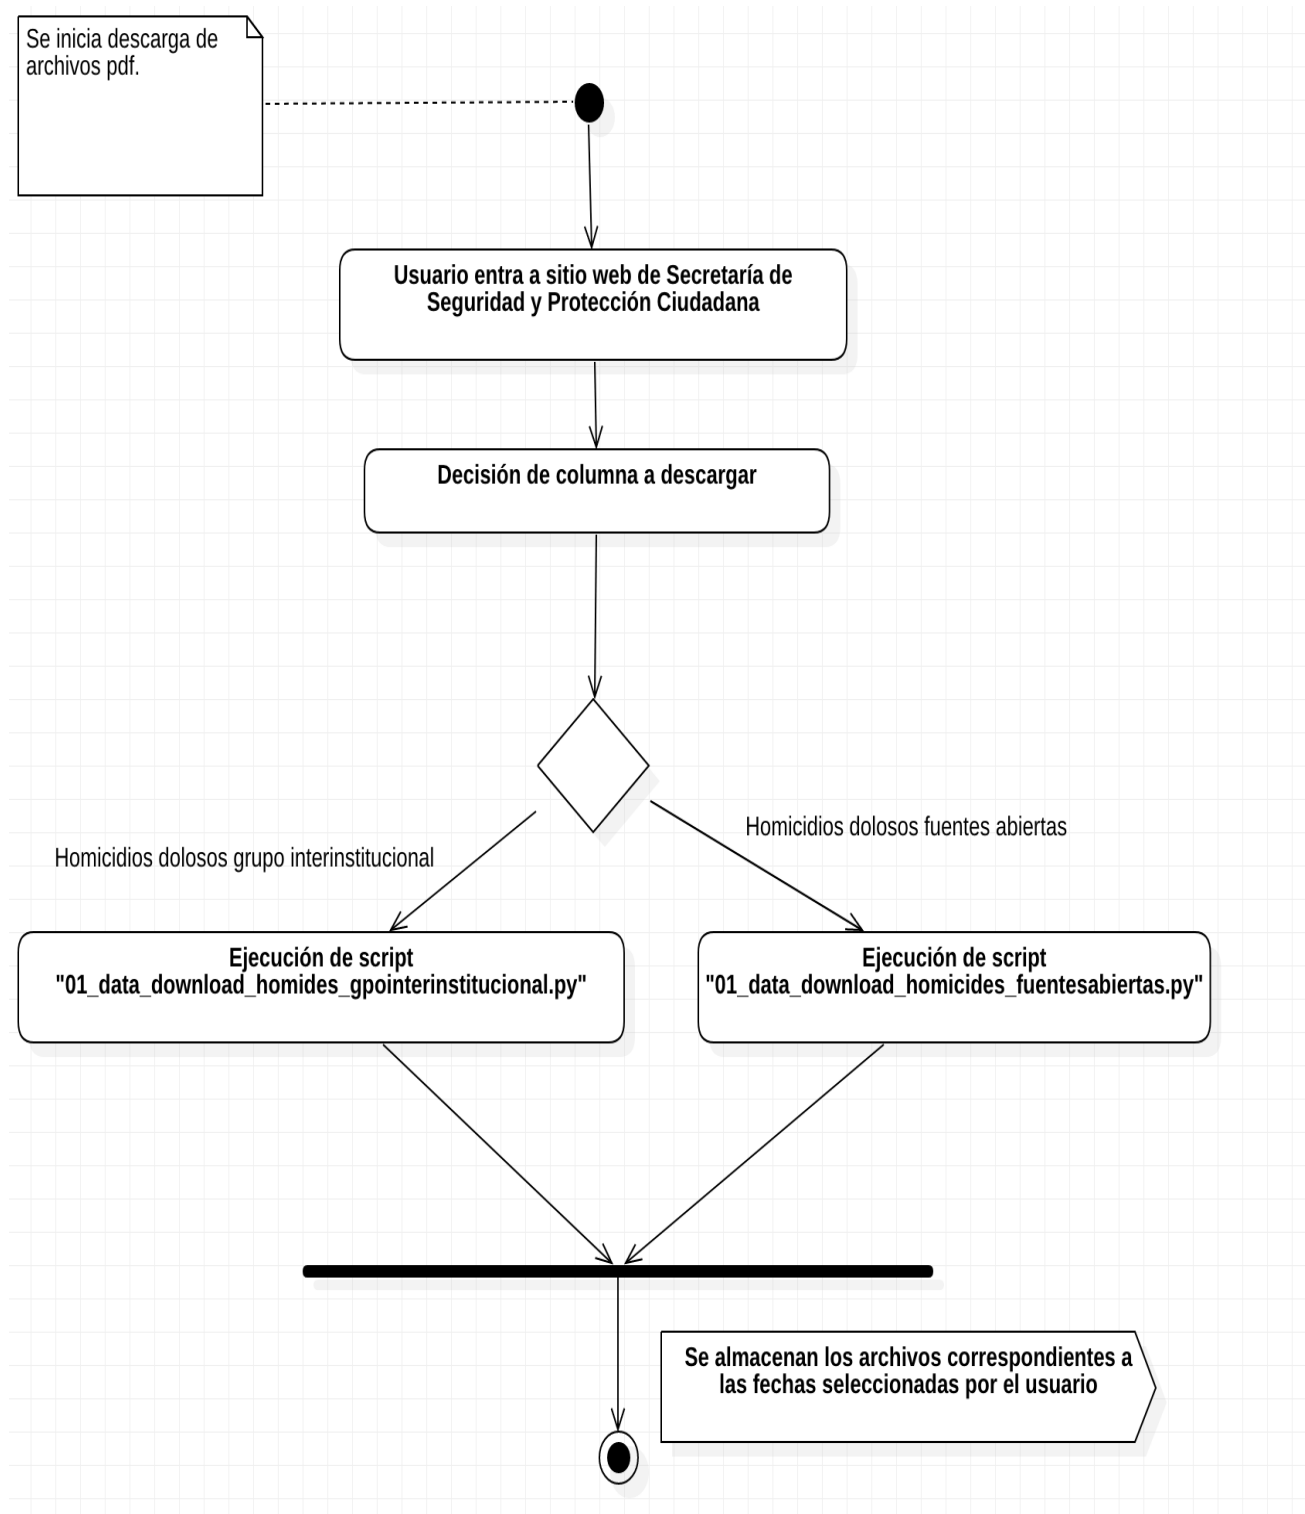 Se inicia descarga de
archivos pdf.
Usuario entra a sitio web de Secretaría de
Seguridad y Protección Ciudadana
Decisión de columna a descargar
Homicidios dolosos fuentes abiertas
Homicidios dolosos grupo interinstitucional
Ejecución de script
"01_data_download_homides_gpointerinstitucional.py"
Ejecución de script
"01_data_download_homicides_fuentesabiertas.py"
Se almacenan los archivos correspondientes a
las fechas seleccionadas por el usuario